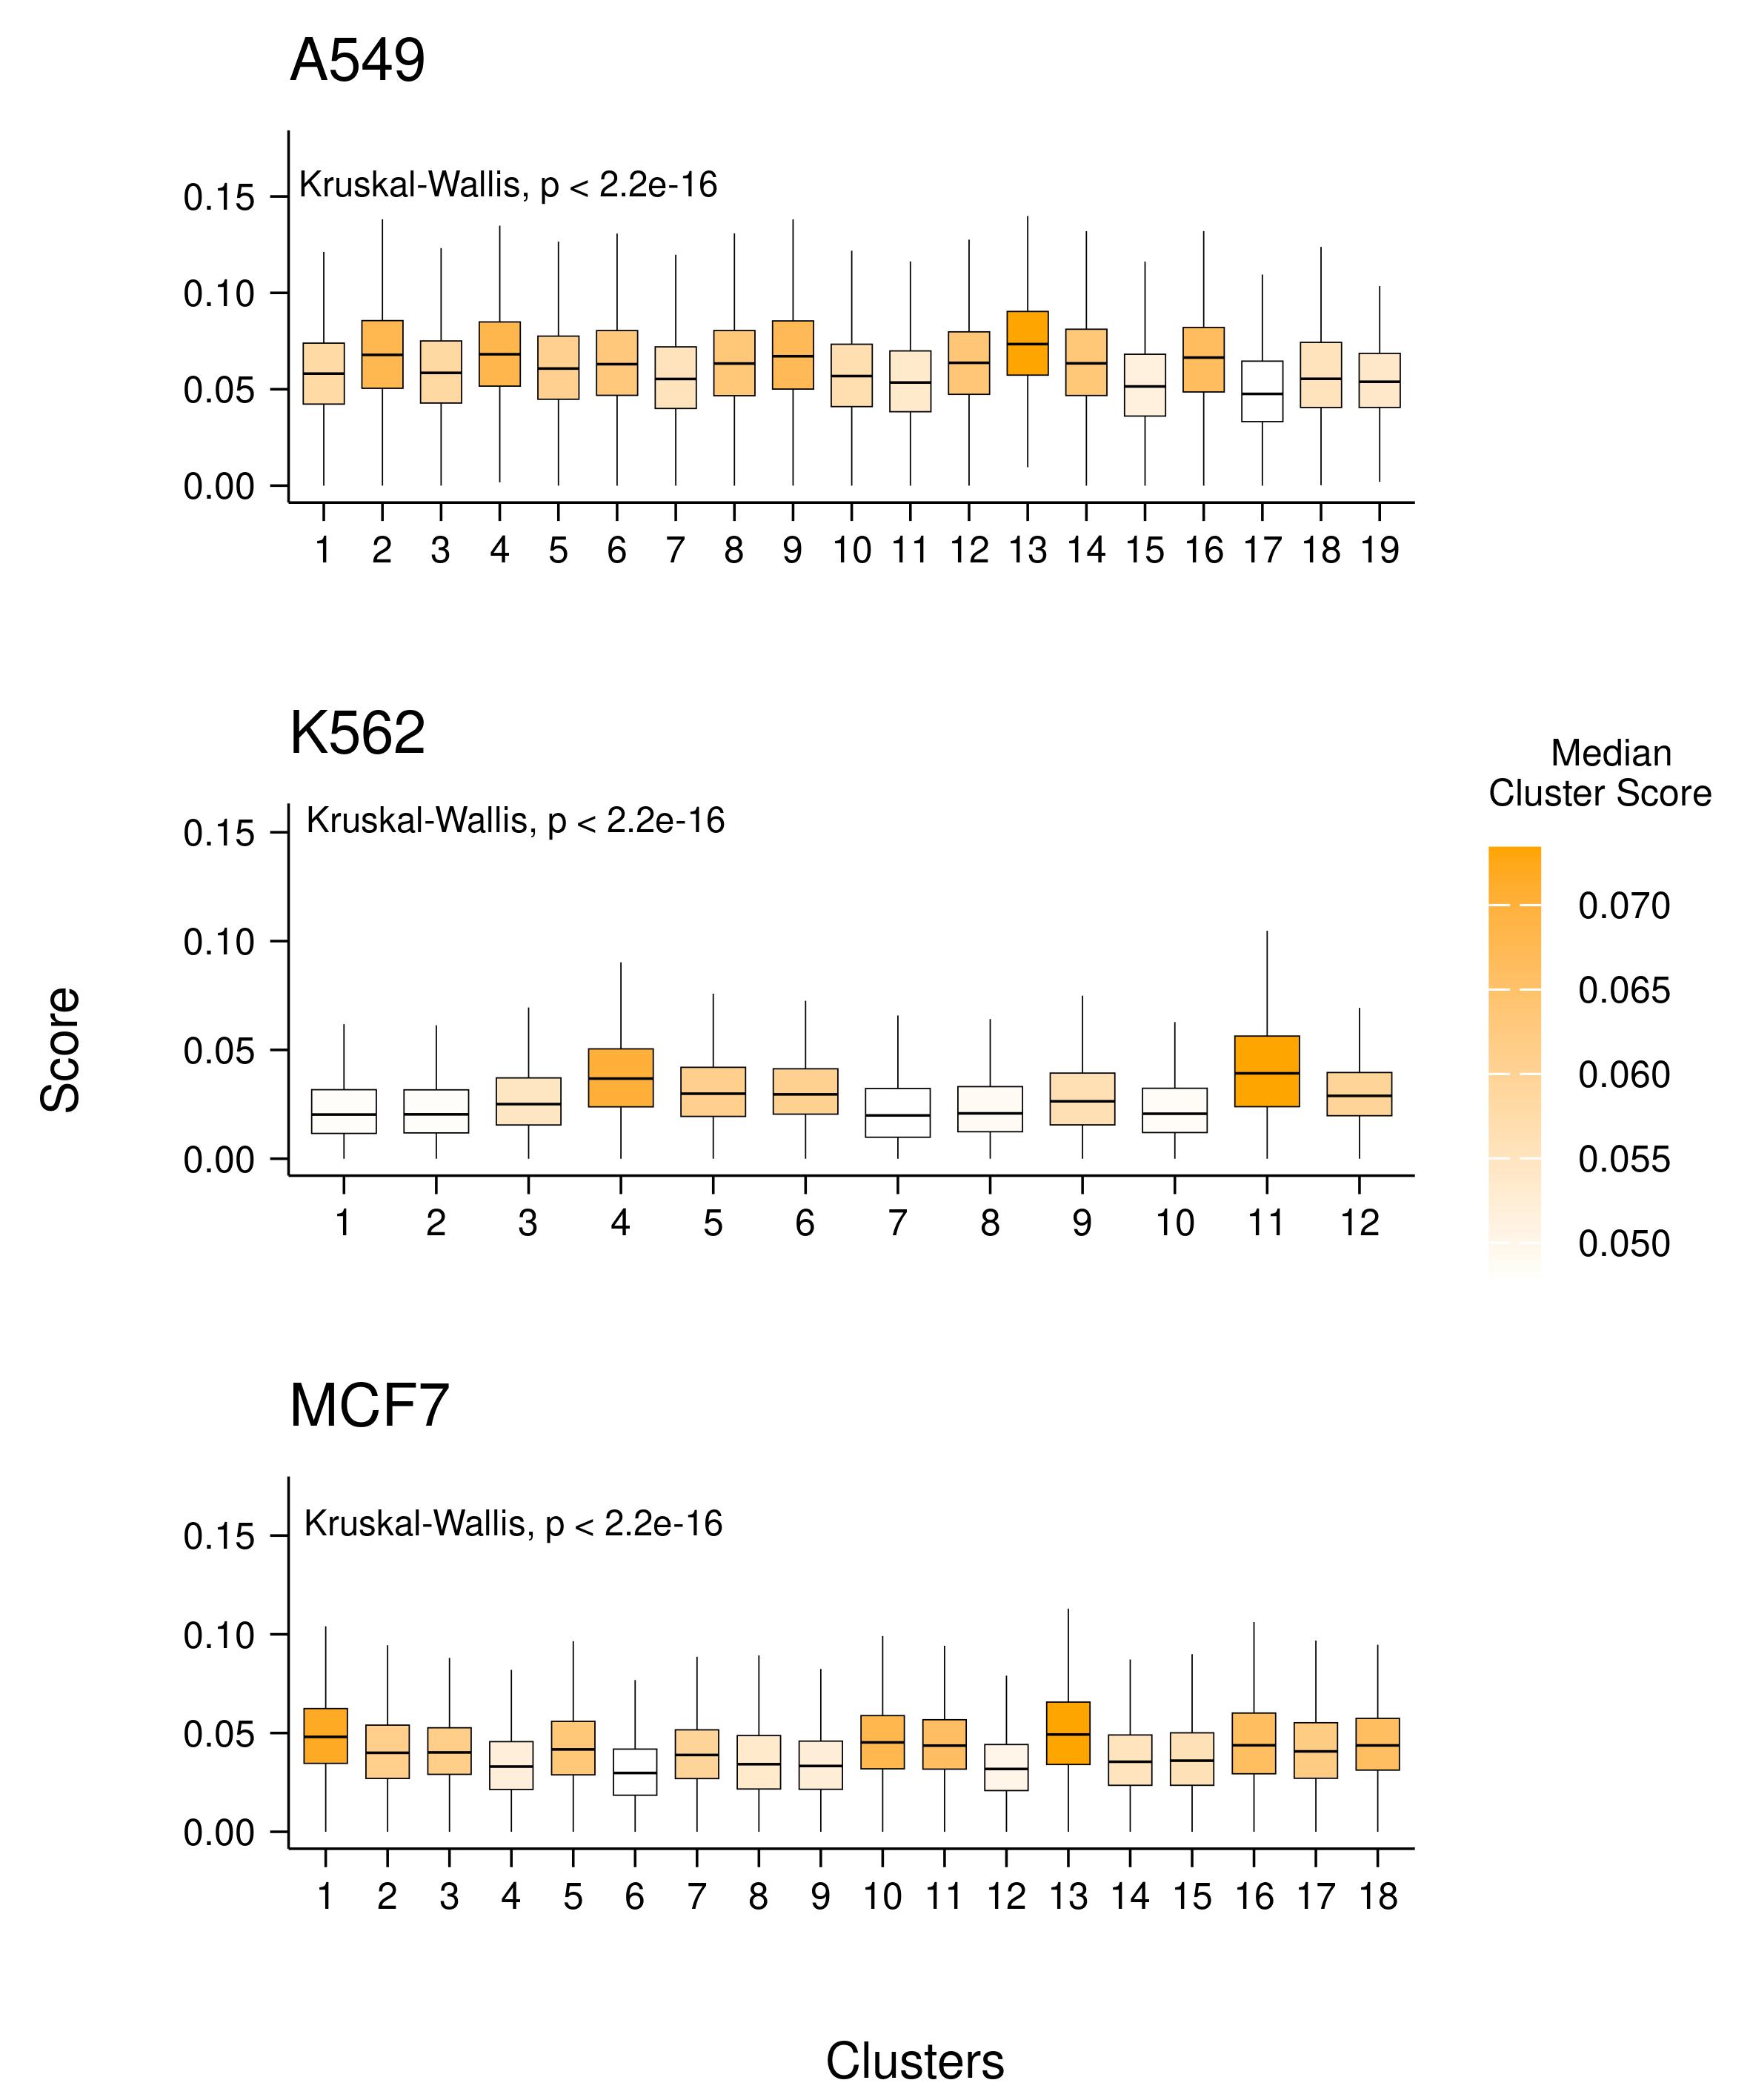 A549
Kruskal-Wallis, p < 2.2e-16
0.15
0.10
0.05
0.00
1 2 3 4 5 6 7 8 9 10 11 12 13 14 15 16 17 18 19
K562
Kruskal-Wallis, p < 2.2e-16
0.15
0.10
0.05
0.00
1 2 3 4 5 6 7 8 9 10 11 12
Median
Cluster Score
0.070
0.065
0.060
0.055
0.050
Score
MCF7
Kruskal-Wallis, p < 2.2e-16
0.15
0.10
0.05
0.00
1 2 3 4 5 6 7 8 9 10 11 12 13 14 15 16 17 18
Clusters